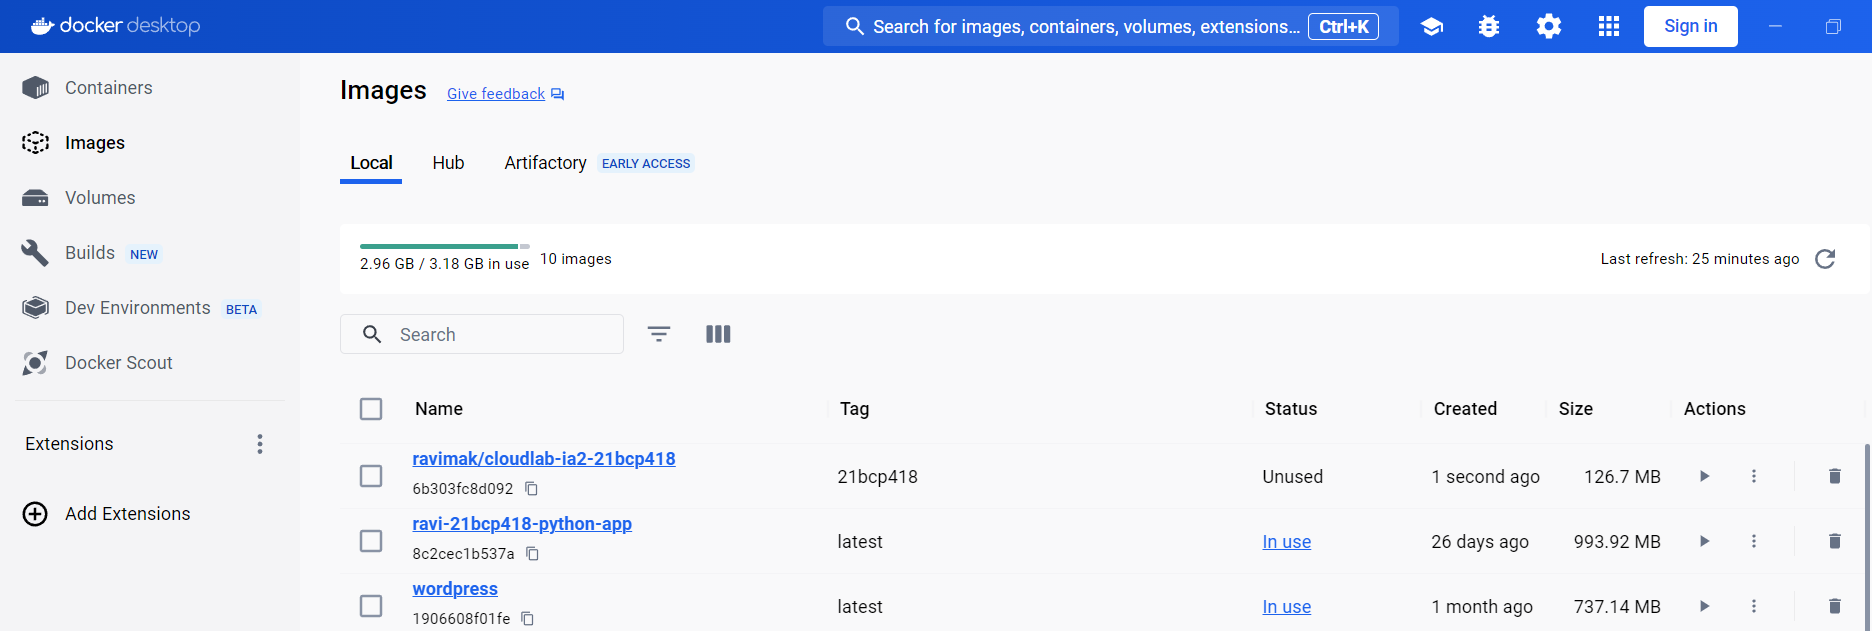 docker desktop
Search for images, containers, volumes, extensions... Ctrl+K
Sign in
Containers
Images
Volumes
Builds NEW
Dev Environments BETA
Docker Scout
Extensions
Add Extensions
Images Give feedback
Local Hub Artifactory EARLY ACCESS
2.96 GB / 3.18 GB in use 10 images
Last refresh: 25 minutes ago
Search
Name Tag Status Created Size Actions
ravimak/cloudlab-ia2-21bcp418
6b303fc8d092
21bcp418 Unused 1 second ago 126.7 MB
ravi-21bcp418-python-app
8c2cec1b537a
latest In use 26 days ago 993.92 MB
wordpress
1906608f01fe
latest In use 1 month ago 737.14 MB